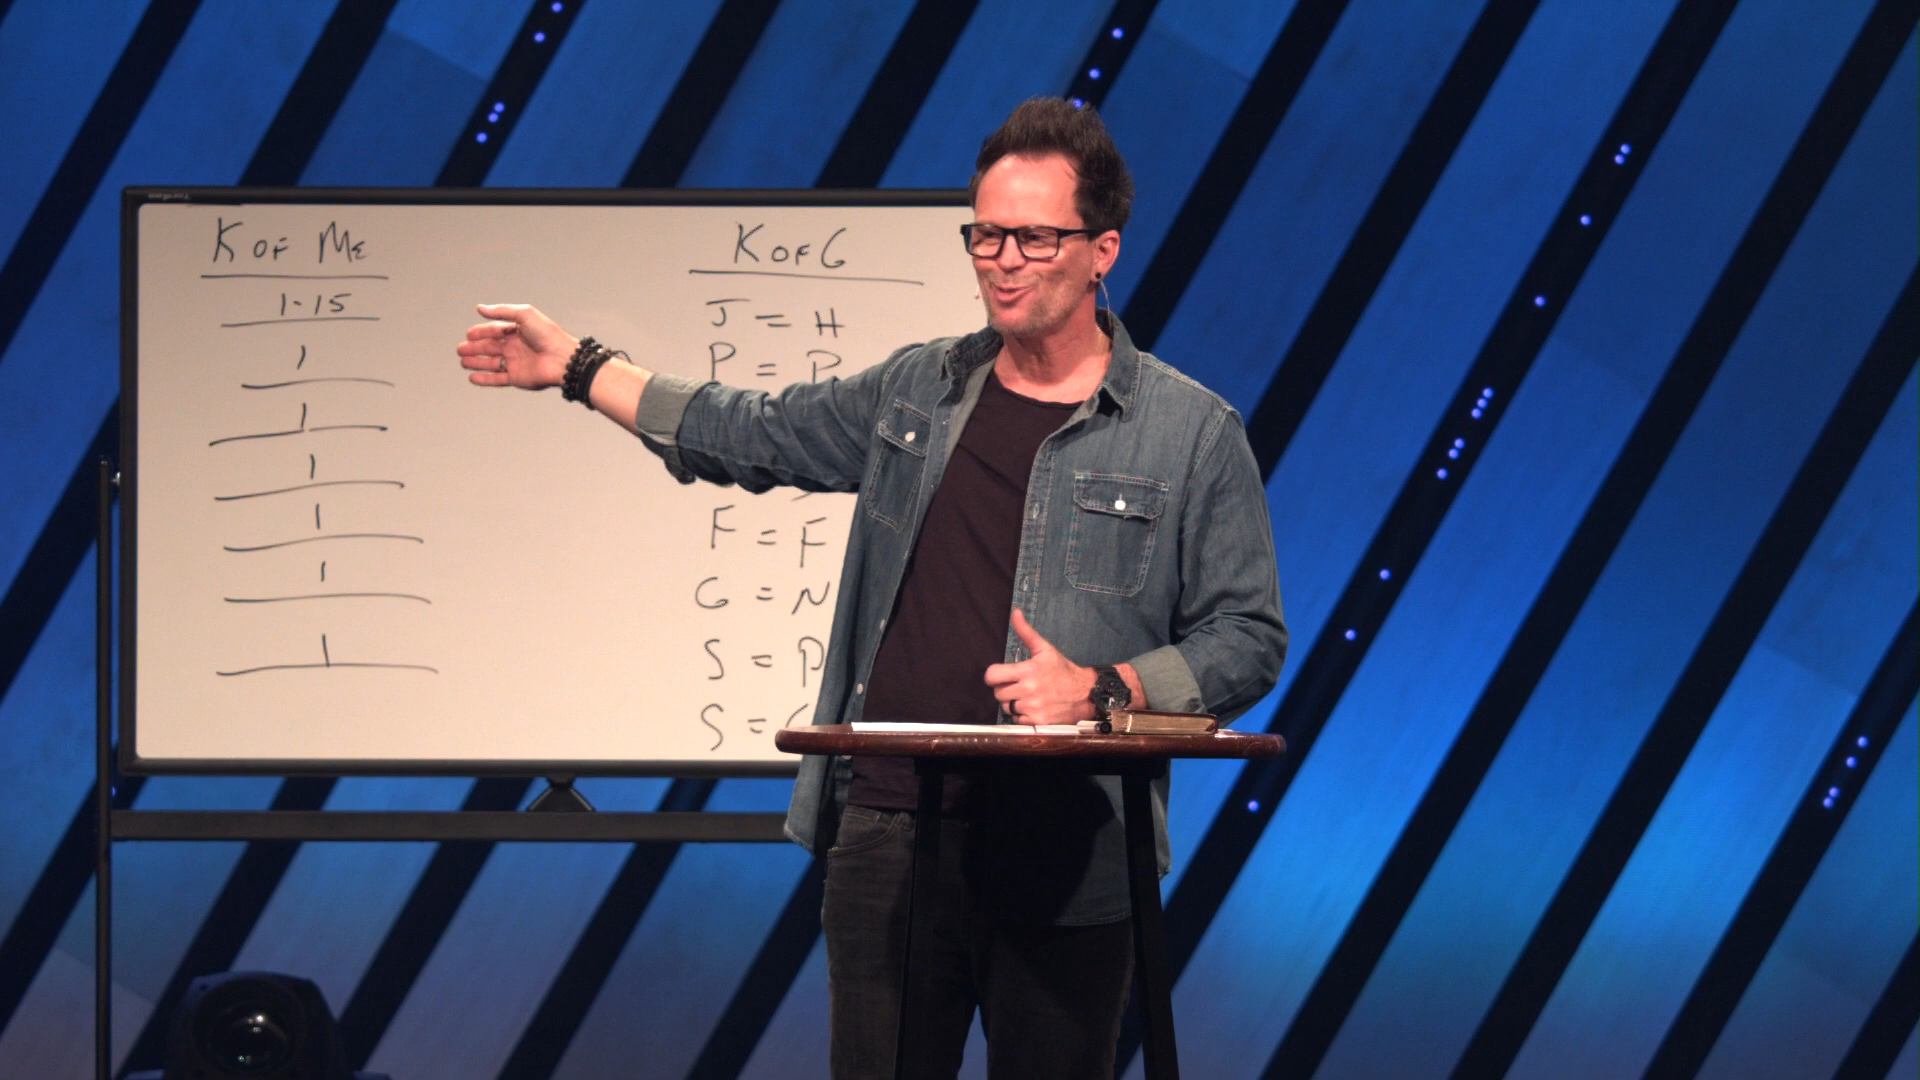 K OF ME
1-15
1
1
1
1
1
1
K OF G
J = H
P = P
F = F
G = N
S = P
S =